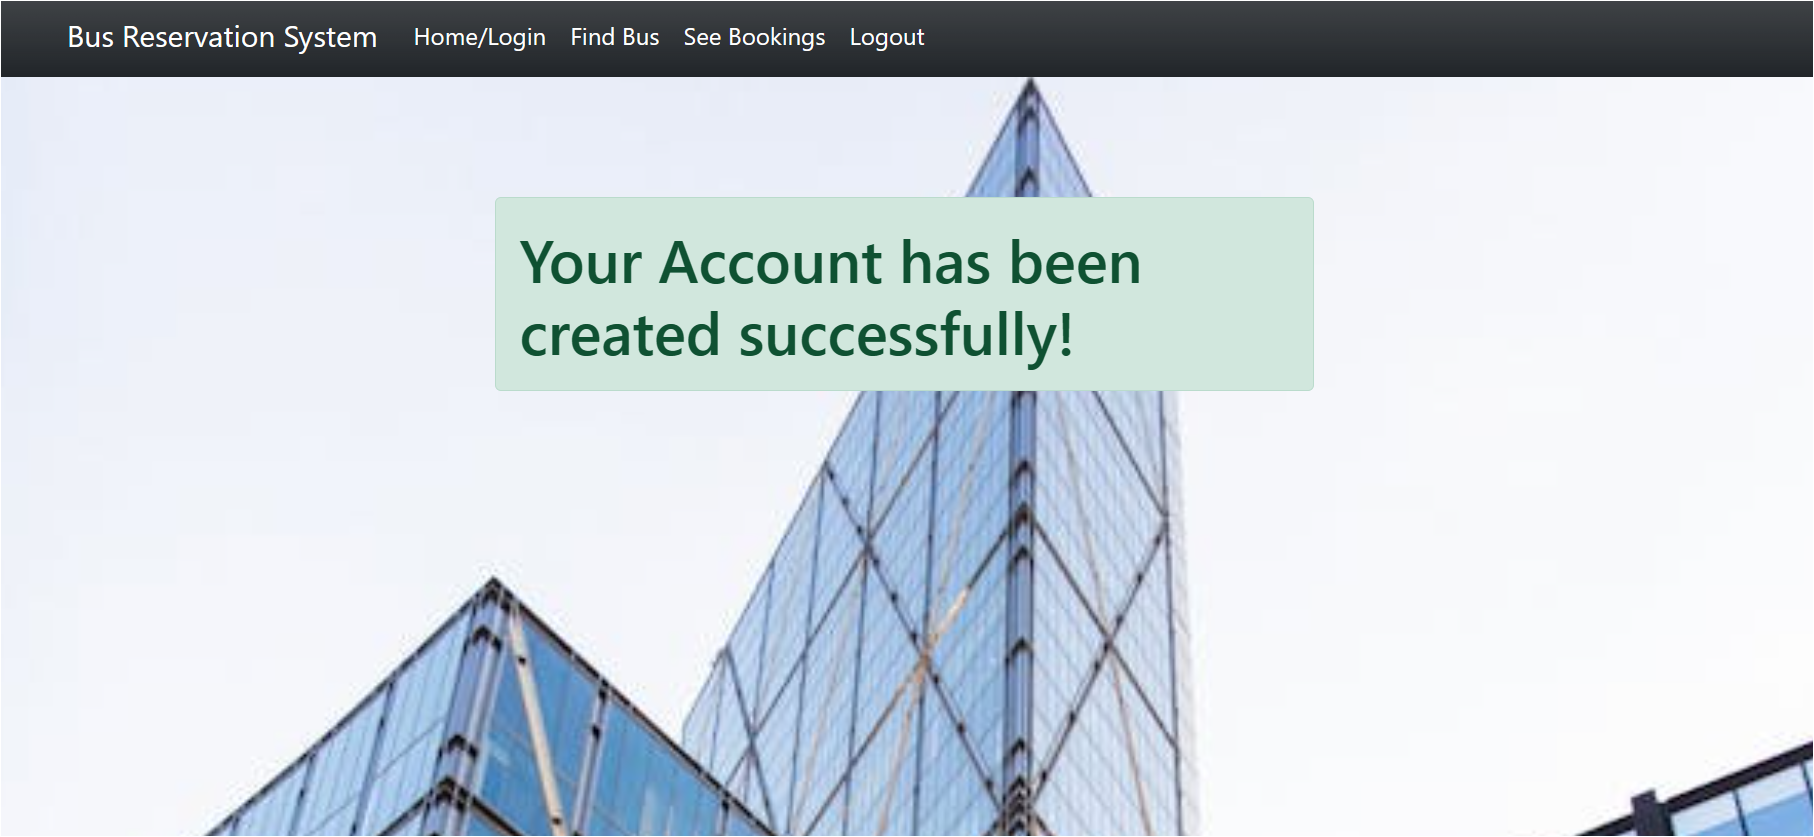 Bus Reservation System Home/Login Find Bus See Bookings Logout
Your Account has been
created successfully!